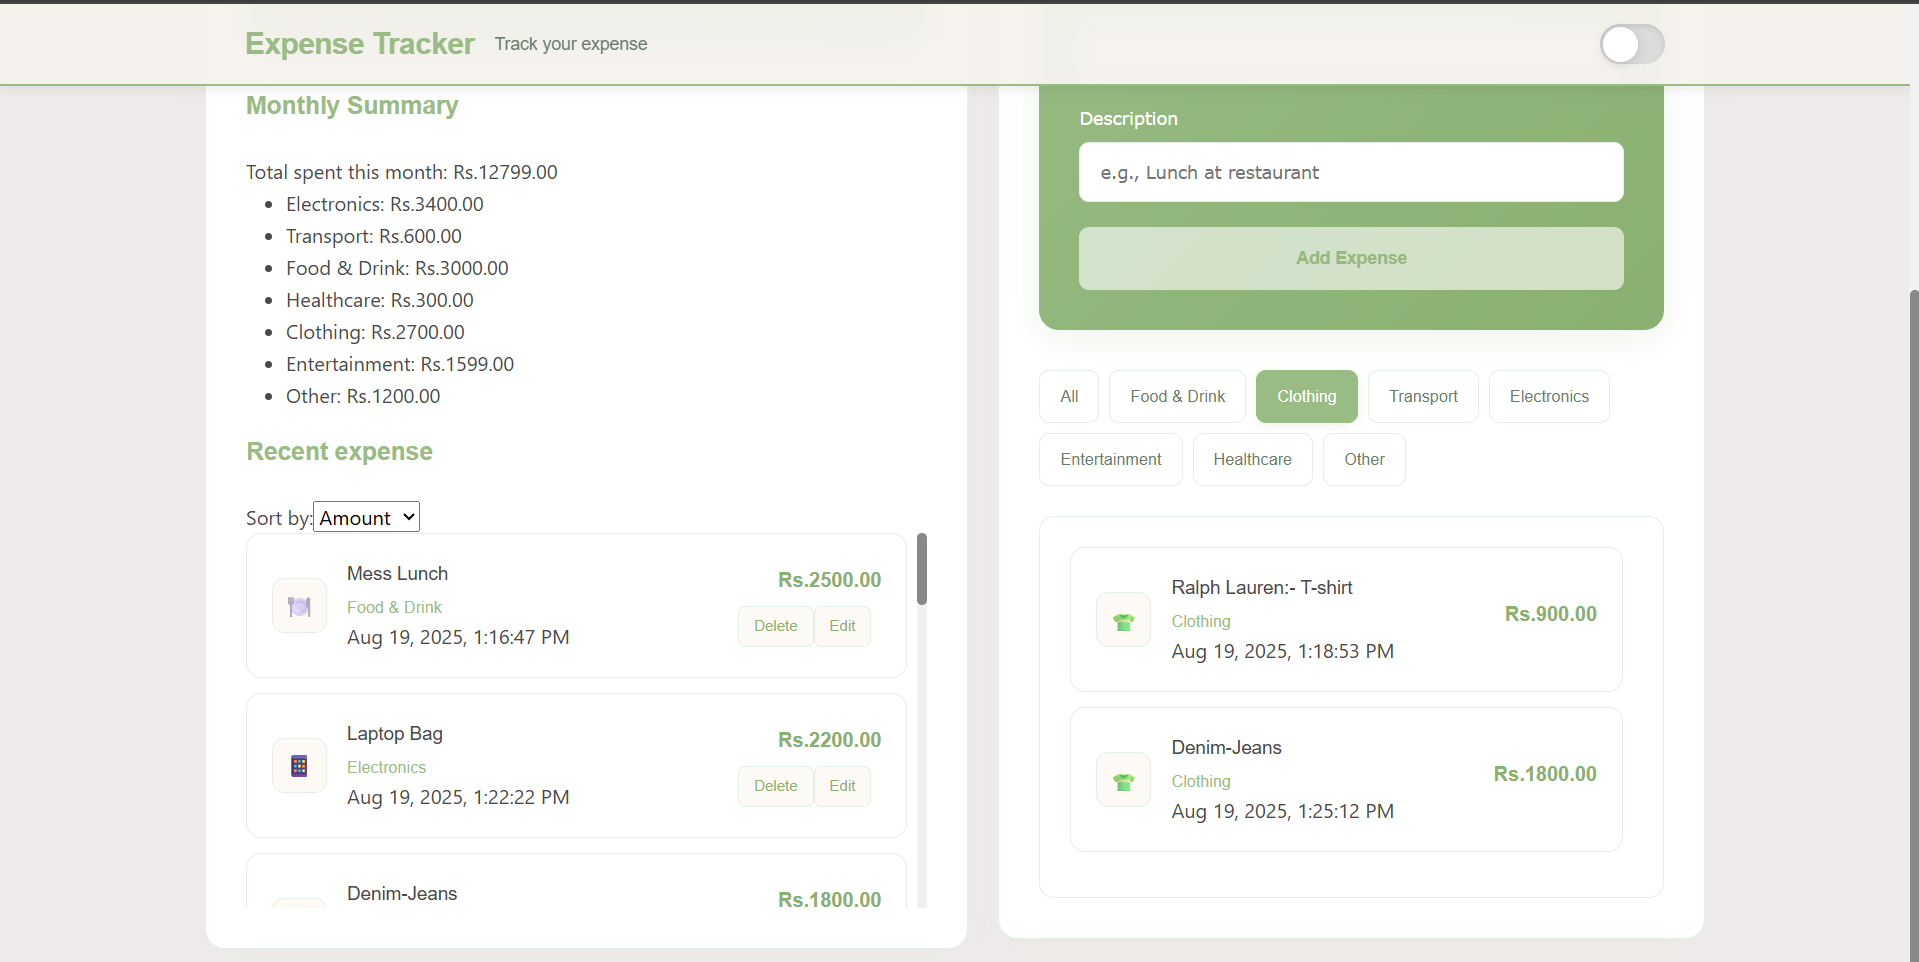 Expense Tracker
Track your expense
Monthly Summary
Total spent this month: Rs.12799.00
• Electronics: Rs.3400.00
• Transport: Rs.600.00
• Food & Drink: Rs.3000.00
• Healthcare: Rs.300.00
• Clothing: Rs.2700.00
• Entertainment: Rs.1599.00
• Other: Rs.1200.00
Recent expense
Sort by: Amount
Mess Lunch
Food & Drink
Aug 19, 2025, 1:16:47 PM
Rs.2500.00
Delete Edit
Laptop Bag
Electronics
Aug 19, 2025, 1:22:22 PM
Rs.2200.00
Delete Edit
Denim-Jeans
Rs.1800.00
Description
e.g., Lunch at restaurant
Add Expense
All Food & Drink Clothing Transport Electronics
Entertainment Healthcare Other
Ralph Lauren:- T-shirt
Clothing
Aug 19, 2025, 1:18:53 PM
Rs.900.00
Denim-Jeans
Clothing
Aug 19, 2025, 1:25:12 PM
Rs.1800.00